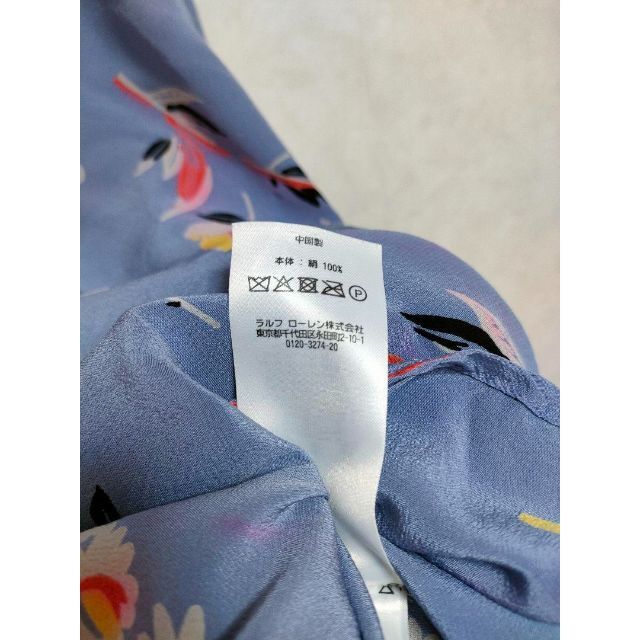 中国製
本体 : 絹 100%
P
ラルフ ローレン株式会社
東京都千代田区永田町2-10-1
0120-3274-20